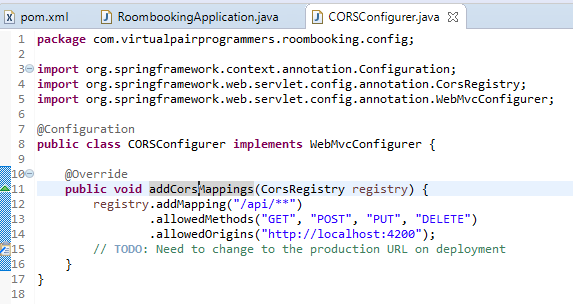 pom.xml RoombookingApplication.java CORSConfigurer.java
1 package com.virtualpairprogrammers.roombooking.config;
2
3 import org.springframework.context.annotation.Configuration;
4 import org.springframework.web.servlet.config.annotation.CorsRegistry;
5 import org.springframework.web.servlet.config.annotation.WebMvcConfigurer;
6
7 @Configuration
8 public class CORSConfigurer implements WebMvcConfigurer {
9
10 @Override
11 public void addCorsMappings(CorsRegistry registry) {
12 registry.addMapping("/api/**")
13 .allowedMethods("GET", "POST", "PUT", "DELETE")
14 .allowedOrigins("http://localhost:4200");
15 // TODO: Need to change to the production URL on deployment
16 }
17 }
18